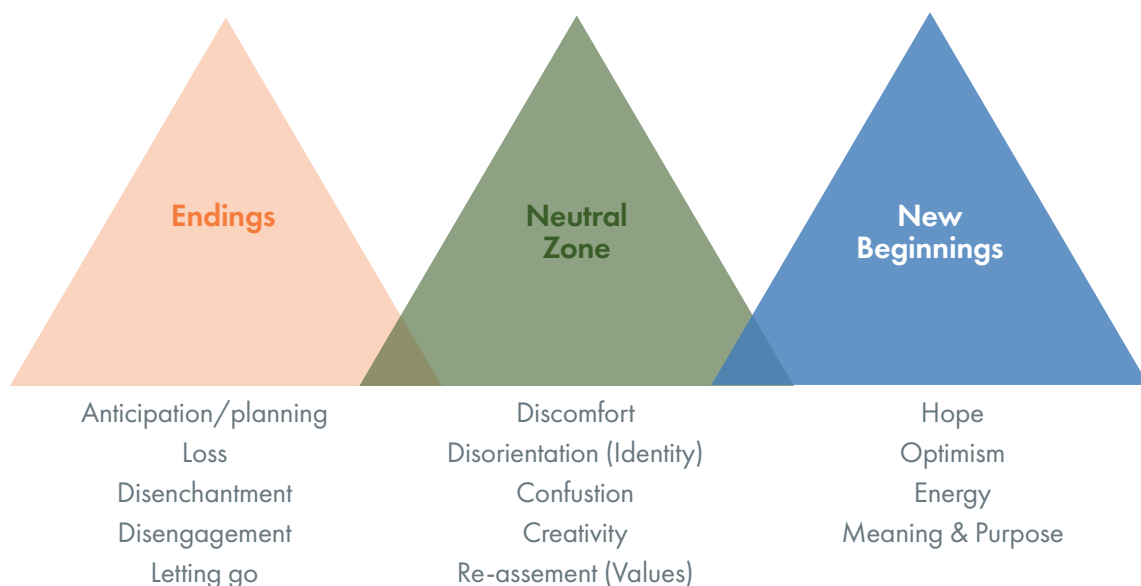 Endings
Neutral
Zone
New
Beginnings
Anticipation/planning
Loss
Disenchantment
Disengagement
Letting go
Discomfort
Disorientation (Identity)
Confustion
Creativity
Re-assement (Values)
Hope
Optimism
Energy
Meaning & Purpose